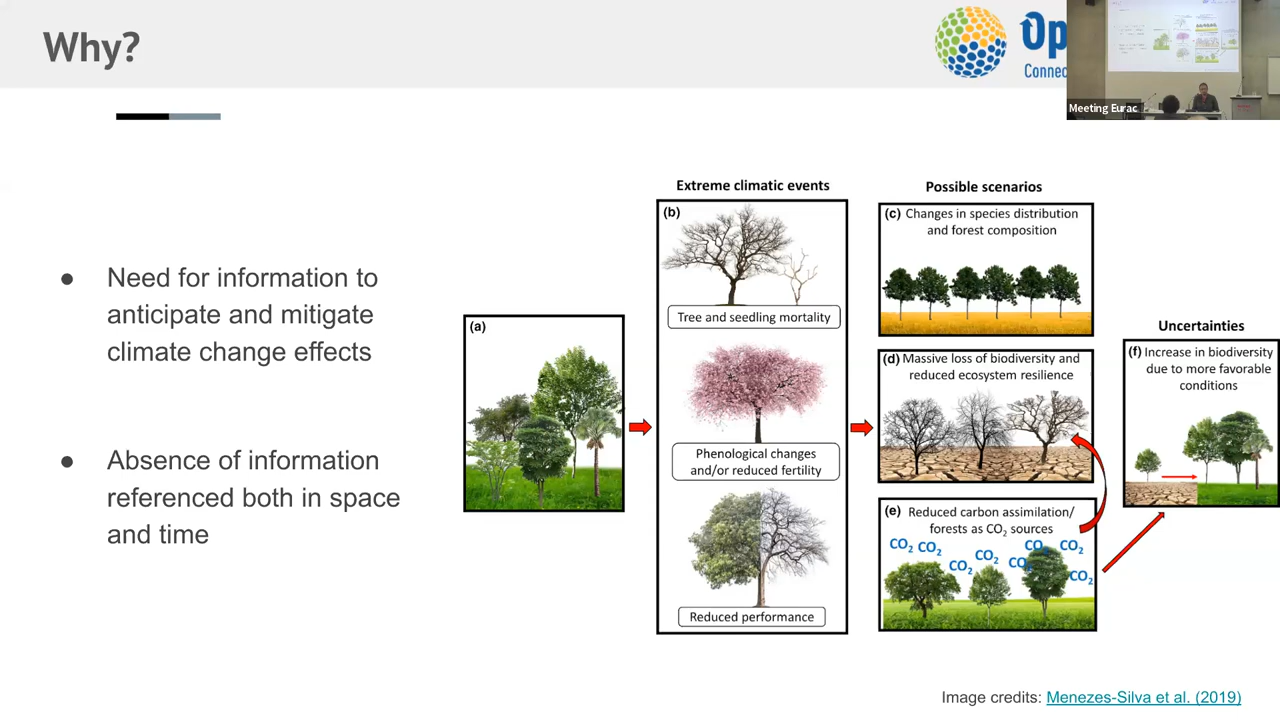 Why?
Op
Connec
Meeting Eurac
● Need for information to
anticipate and mitigate
climate change effects
● Absence of information
referenced both in space
and time
(a)
Extreme climatic events
(b)
Tree and seedling mortality
Phenological changes
and/or reduced fertility
Reduced performance
Possible scenarios
(c) Changes in species distribution
and forest composition
(d) Massive loss of biodiversity and
reduced ecosystem resilience
(e) Reduced carbon assimilation/
forests as CO₂ sources
CO₂ CO₂ CO₂ CO₂ CO₂ CO₂ CO₂ CO₂
Uncertainties
(f) Increase in biodiversity
due to more favorable
conditions
Image credits: Menezes-Silva et al. (2019)